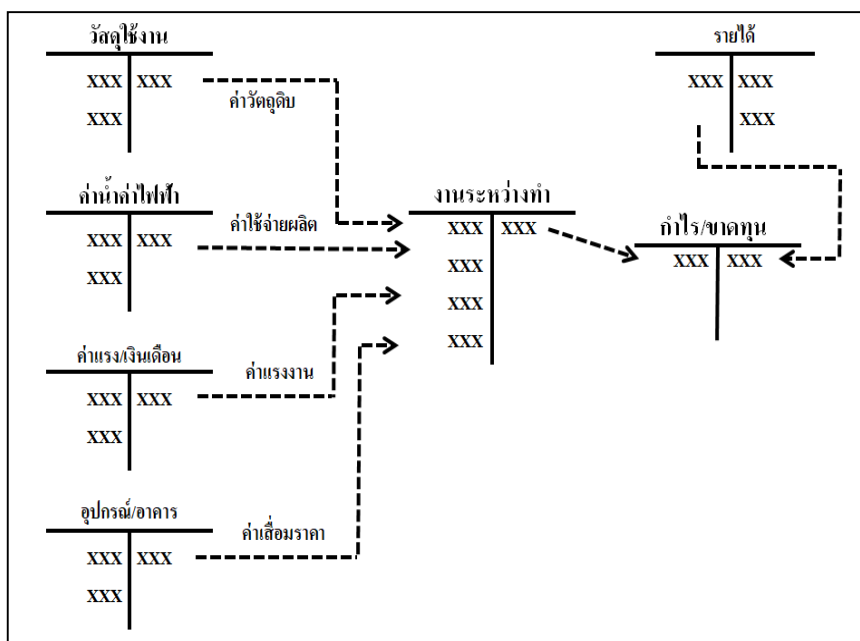 วัสดุใช้งาน
XXX XXX
XXX
ค่าวัตถุดิบ
ค่าน้ำค่าไฟฟ้า
XXX XXX
XXX
ค่าใช้จ่ายผลิต
ค่าแรง/เงินเดือน
XXX XXX
XXX
ค่าแรงงาน
อุปกรณ์/อาคาร
XXX XXX
XXX
ค่าเสื่อมราคา
งานระหว่างทำ
XXX XXX
XXX
XXX
XXX
รายได้
XXX XXX
XXX
กำไร/ขาดทุน
XXX XXX